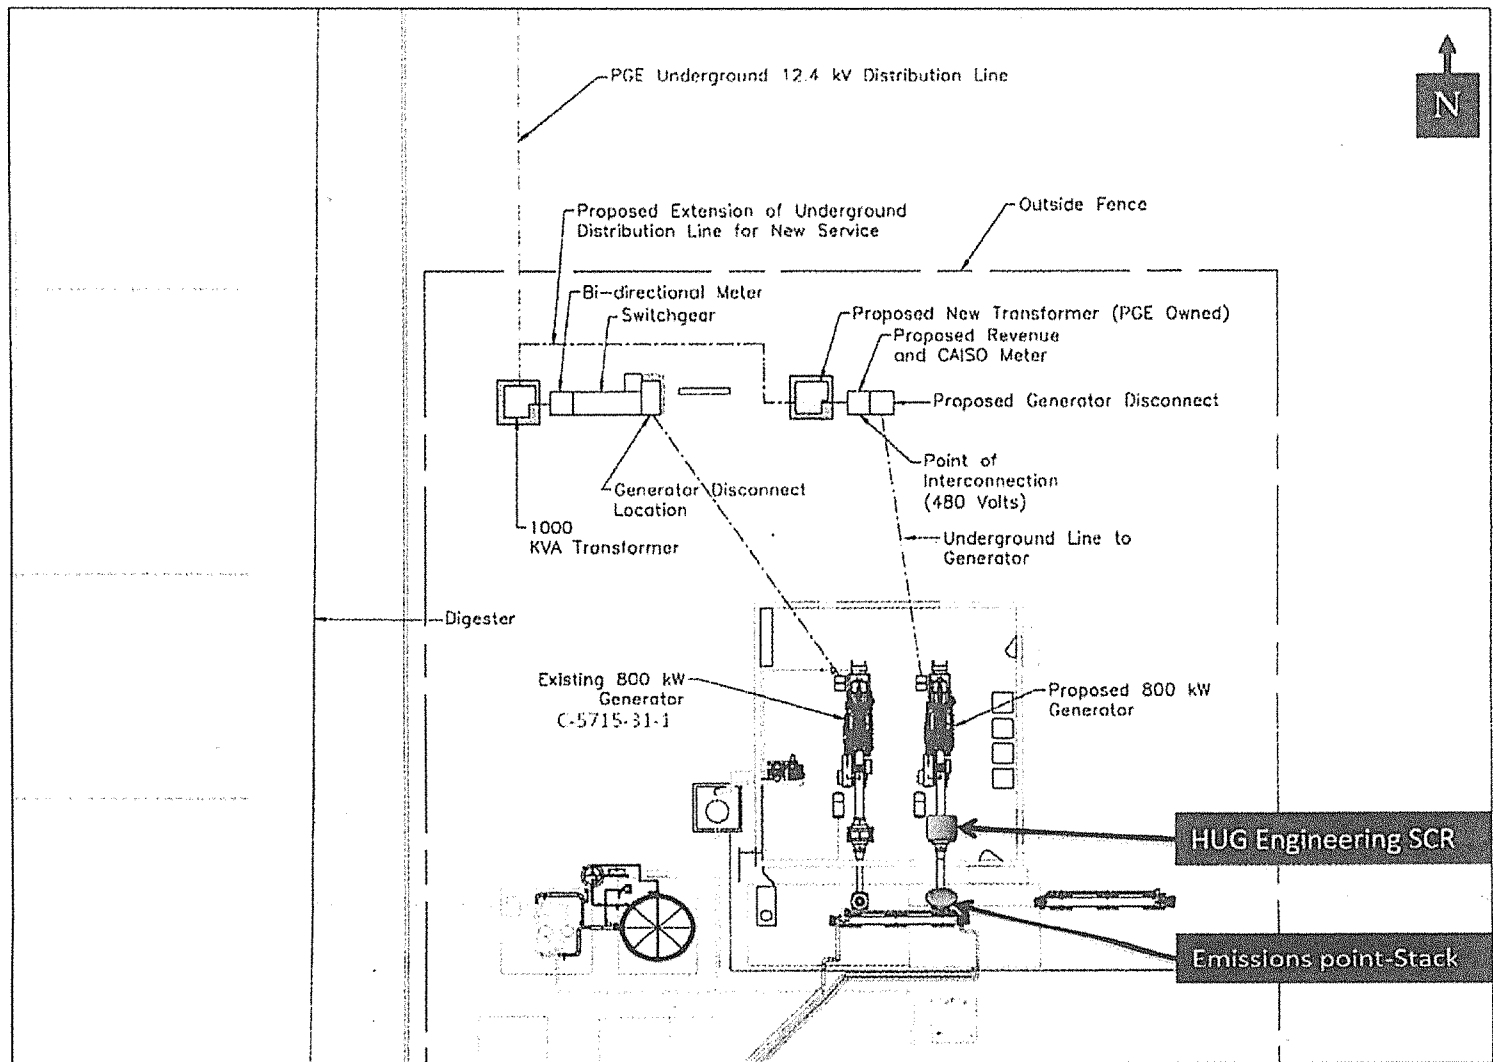 PGE Underground 12.4 kV Distribution Line
N
Outside Fence
Proposed Extension of Underground
Distribution Line for New Service
Bi-directional Meter
Switchgear
Proposed New Transformer (PGE Owned)
Proposed Revenue
and CAISO Meter
Proposed Generator Disconnect
Point of
Interconnection
(480 Volts)
Generator Disconnect
Location
1000
KVA Transformer
Underground Line to
Generator
Digester
Existing 800 kW
Generator
C-5715-31-1
Proposed 800 kW
Generator
HUG Engineering SCR
Emissions point-Stack